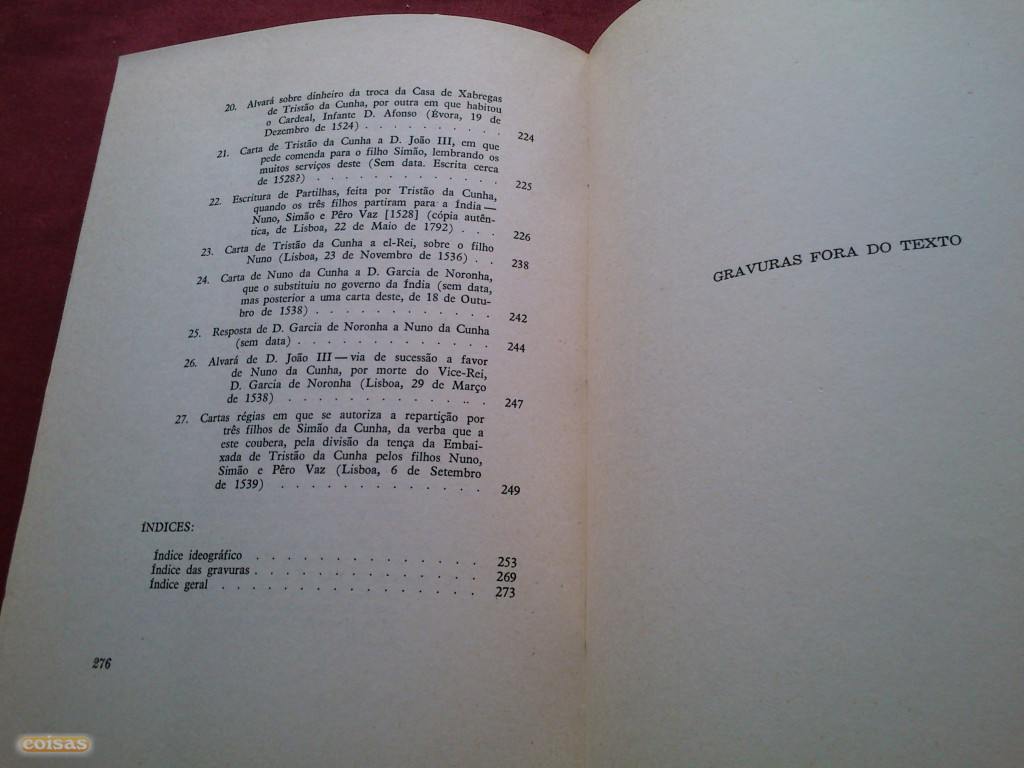 20. Alvará sobre dinheiro da troca da Casa de Xabregas
de Tristão da Cunha, por outra em que habitou
o Cardeal, Infante D. Afonso (Évora, 19 de
Dezembro de 1524) . . . . . . . . . . 224
21. Carta de Tristão da Cunha a D. João III, em que
pede comenda para o filho Simão, lembrando os
muitos serviços deste (Sem data. Escrita cerca
de 1528?) . . . . . . . . . . . . . 225
22. Escritura de Partilhas, feita por Tristão da Cunha,
quando os três filhos partiram para a Índia —
Nuno, Simão e Pêro Vaz [1528] (cópia autên-
tica, de Lisboa, 22 de Maio de 1792) . . . 226
23. Carta de Tristão da Cunha a el-Rei, sobre o filho
Nuno (Lisboa, 23 de Novembro de 1536) . . 238
24. Carta de Nuno da Cunha a D. Garcia de Noronha,
que o substituiu no governo da Índia (sem data,
mas posterior a uma carta deste, de 18 de Outu-
bro de 1538) . . . . . . . . . . . . 242
25. Resposta de D. Garcia de Noronha a Nuno da Cunha
(sem data) . . . . . . . . . . . . . 244
26. Alvará de D. João III — via de sucessão a favor
de Nuno da Cunha, por morte do Vice-Rei,
D. Garcia de Noronha (Lisboa, 29 de Março
de 1538) . . . . . . . . . . . .. . 247
27. Cartas régias em que se autoriza a repartição por
três filhos de Simão da Cunha, da verba que a
este coubera, pela divisão da tença da Embai-
xada de Tristão da Cunha pelos filhos Nuno,
Simão e Pêro Vaz (Lisboa, 6 de Setembro
de 1539) . . . . . . . . . . . . . 249
ÍNDICES:
Índice ideográfico . . . . . . . . . . . . . 253
Índice das gravuras . . . . . . . . . . . . . 269
Índice geral . . . . . . . . . . . . . . . 273
276
GRAVURAS FORA DO TEXTO
coisas